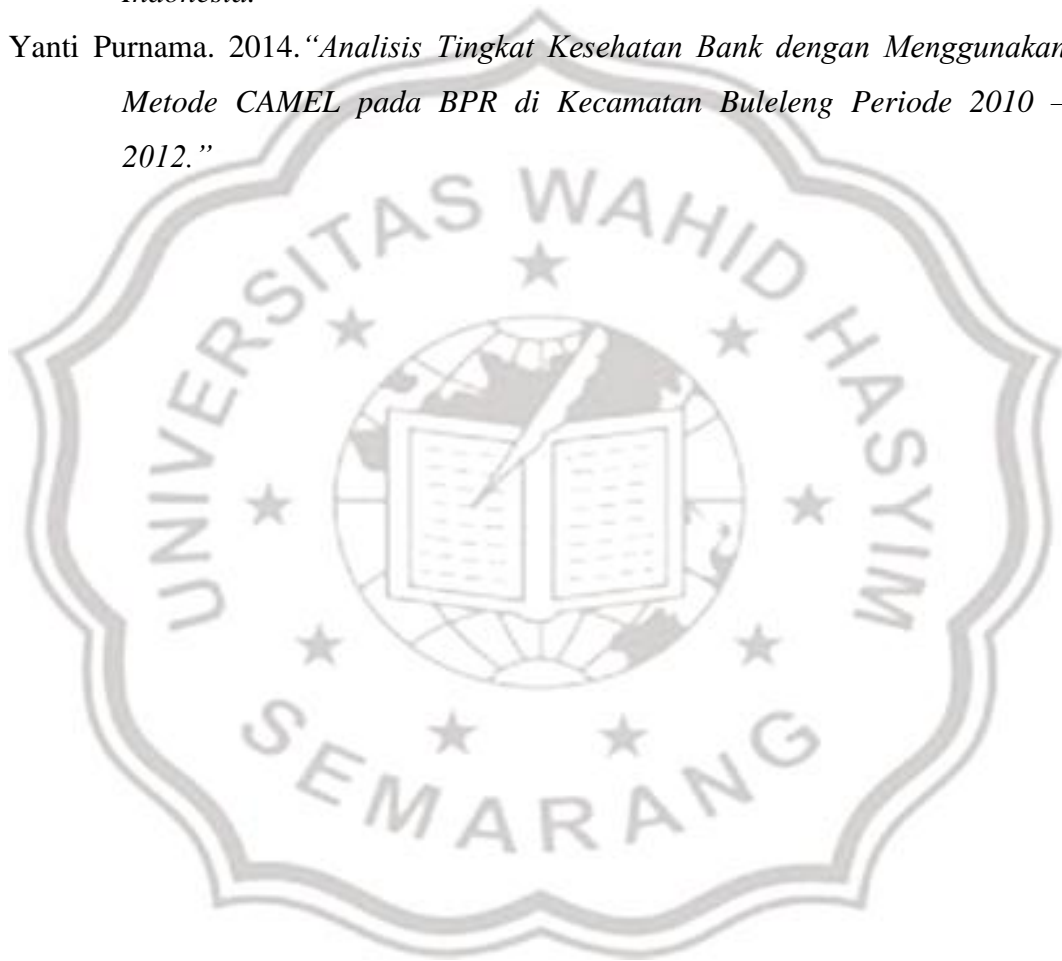 Indonesia.
Yanti Purnama. 2014.“Analisis Tingkat Kesehatan Bank dengan Menggunakan
Metode CAMEL pada BPR di Kecamatan Buleleng Periode 2010 –
2012.”
UNIVERSITAS WAHID HASYIM
SEMARANG